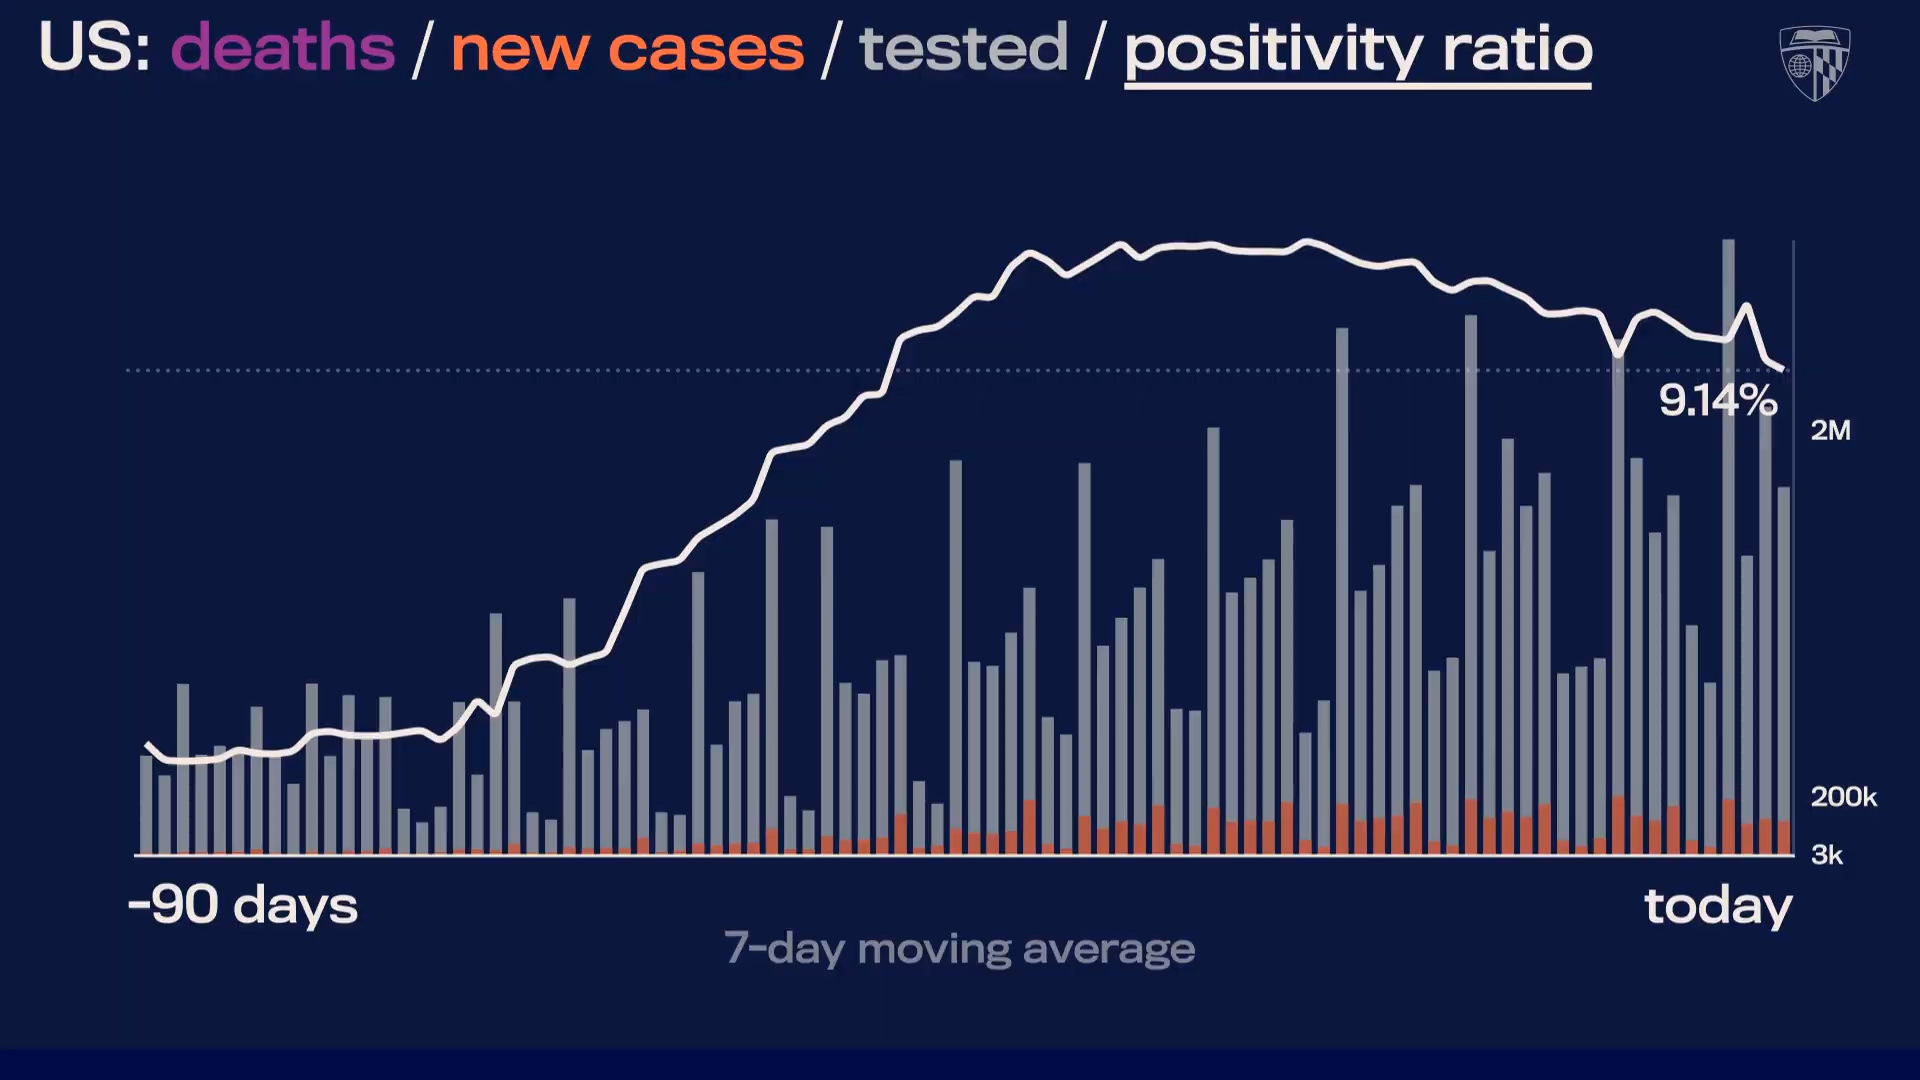 US: deaths / new cases / tested / positivity ratio
9.14%
2M
200k
3k
-90 days
today
7-day moving average